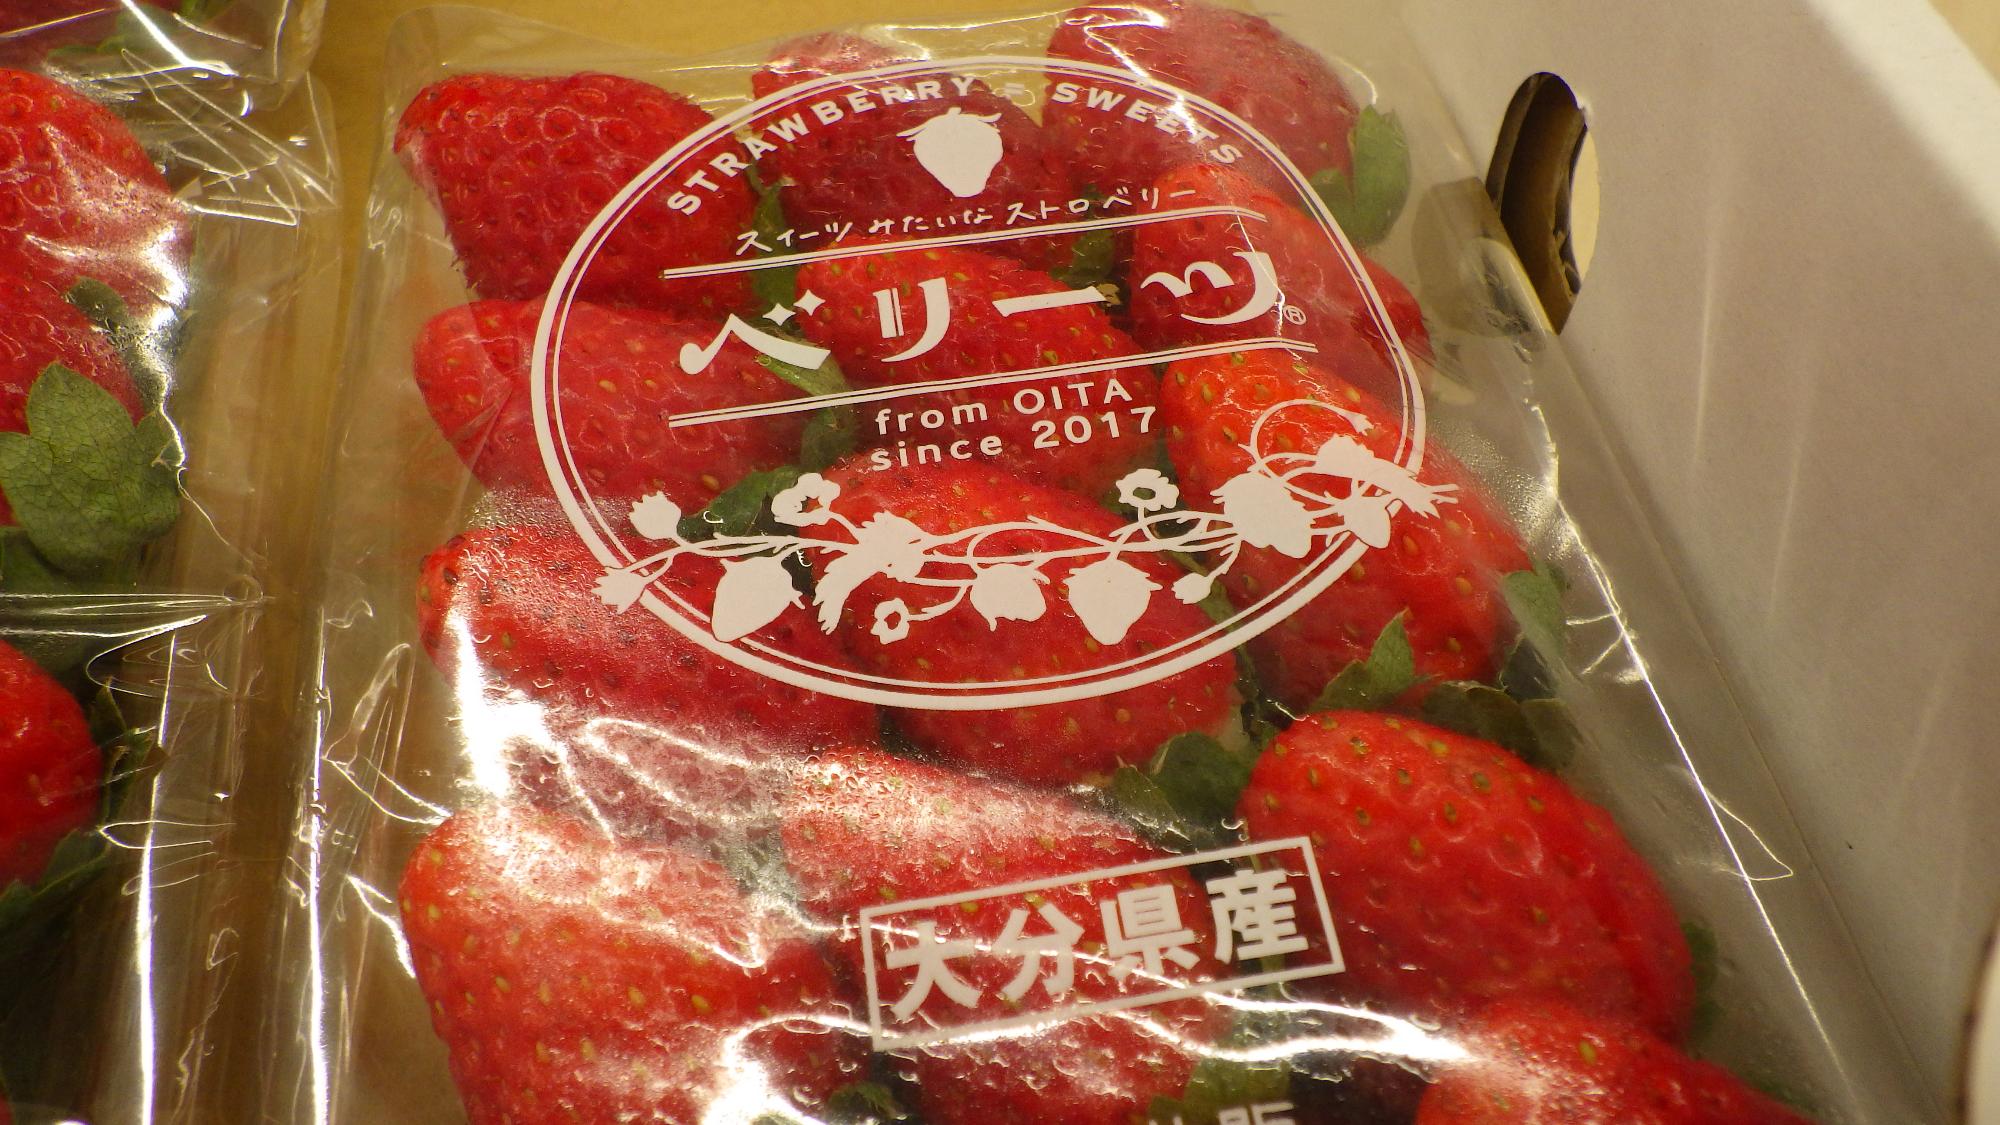 STRAWBERRY = SWEETS
スイーツみたいなストロベリー
ベリーツ®
from OITA
since 2017
大分県産